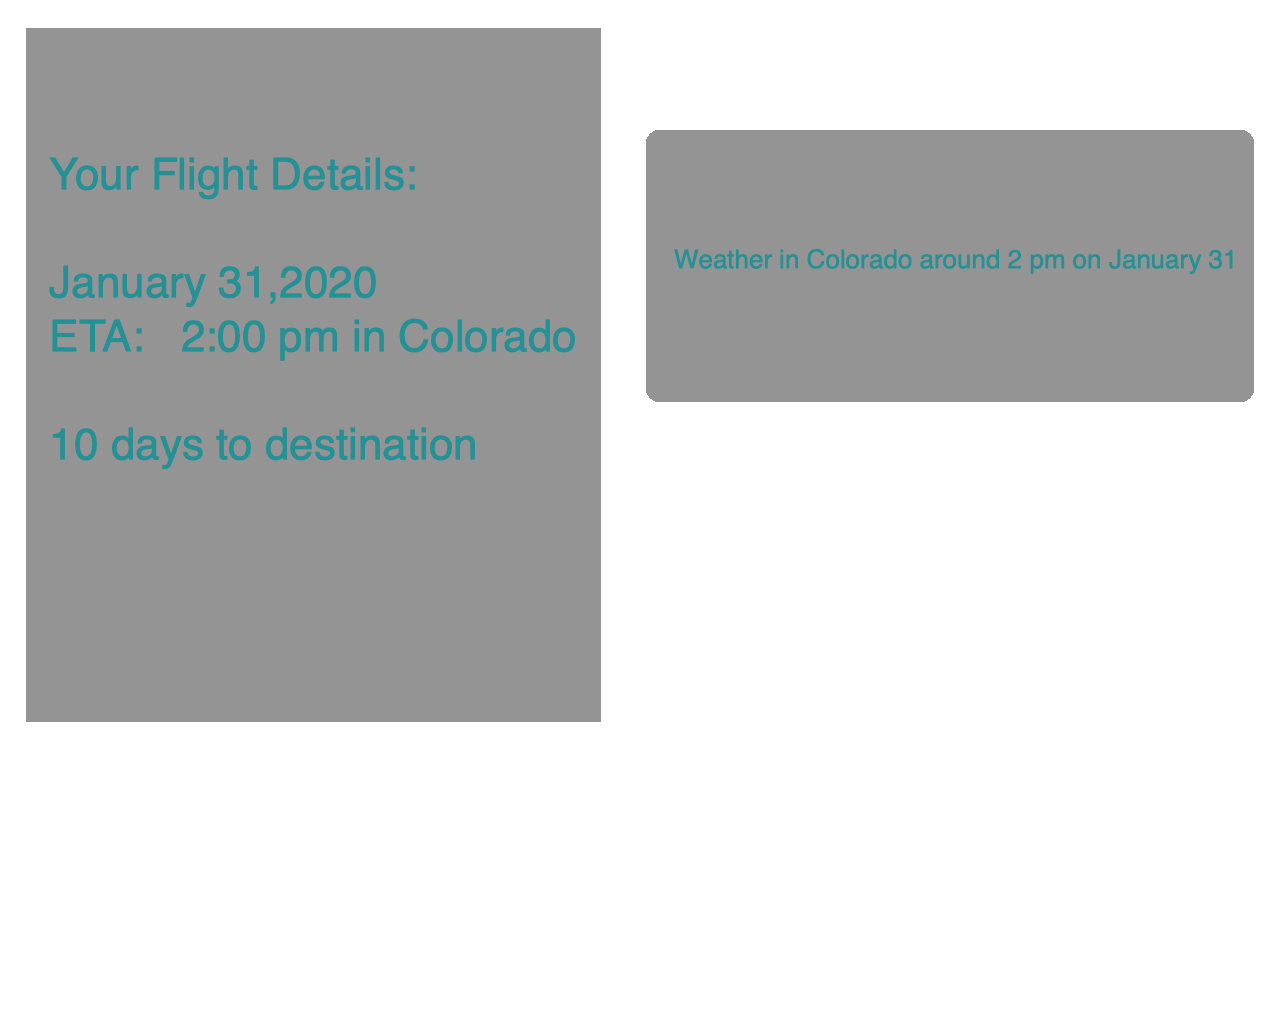 Your Flight Details:
January 31,2020
ETA:   2:00 pm in Colorado
10 days to destination
Weather in Colorado around 2 pm on January 31